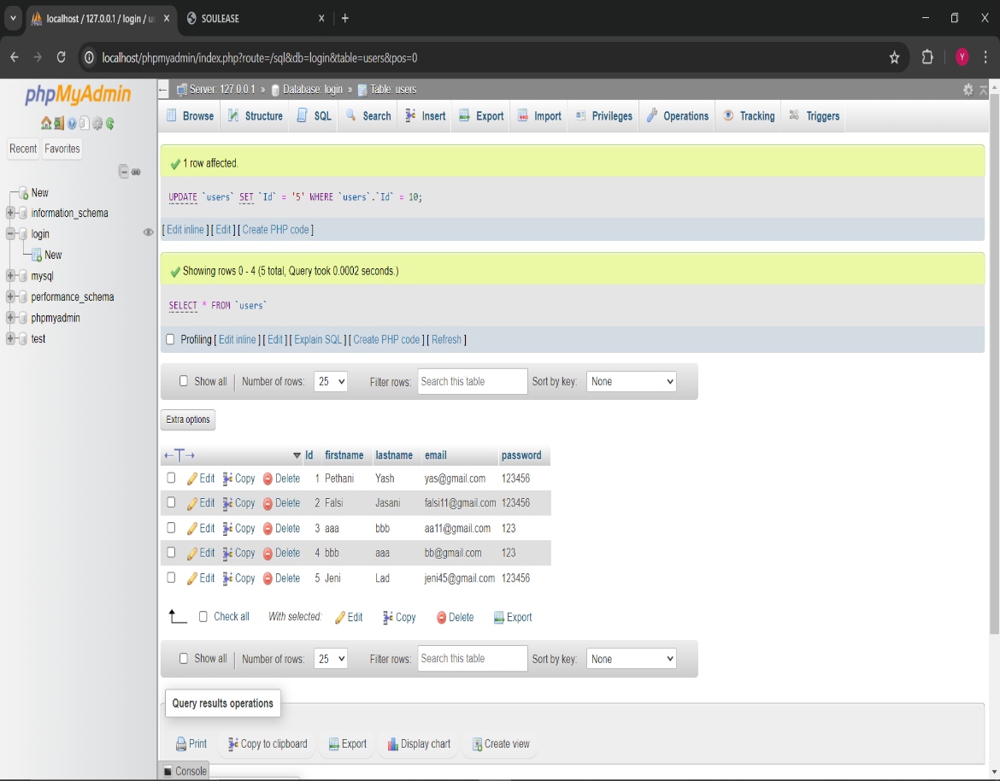 localhost / 127.0.0.1 / login / us
SOULEASE
localhost/phpmyadmin/index.php?route=/sql&db=login&table=users&pos=0
Y
phpMyAdmin
Recent Favorites
New
information_schema
login
New
mysql
performance_schema
phpmyadmin
test
Server: 127.0.0.1 » Database: login » Table: users
Browse Structure SQL Search Insert Export Import Privileges Operations Tracking Triggers
1 row affected.
UPDATE `users` SET `Id` = '5' WHERE `users`.`Id` = 10;
[ Edit inline ] [ Edit ] [ Create PHP code ]
Showing rows 0 - 4 (5 total, Query took 0.0002 seconds.)
SELECT * FROM `users`
Profiling [ Edit inline ] [ Edit ] [ Explain SQL ] [ Create PHP code ] [ Refresh ]
Show all Number of rows: 25 Filter rows: Search this table Sort by key: None
Extra options
←T→ Id firstname lastname email password
Edit Copy Delete 1 Pethani Yash yas@gmail.com 123456
Edit Copy Delete 2 Falsi Jasani falsi11@gmail.com 123456
Edit Copy Delete 3 aaa bbb aa11@gmail.com 123
Edit Copy Delete 4 bbb aaa bb@gmail.com 123
Edit Copy Delete 5 Jeni Lad jeni45@gmail.com 123456
Check all With selected: Edit Copy Delete Export
Show all Number of rows: 25 Filter rows: Search this table Sort by key: None
Query results operations
Print Copy to clipboard Export Display chart Create view
Console